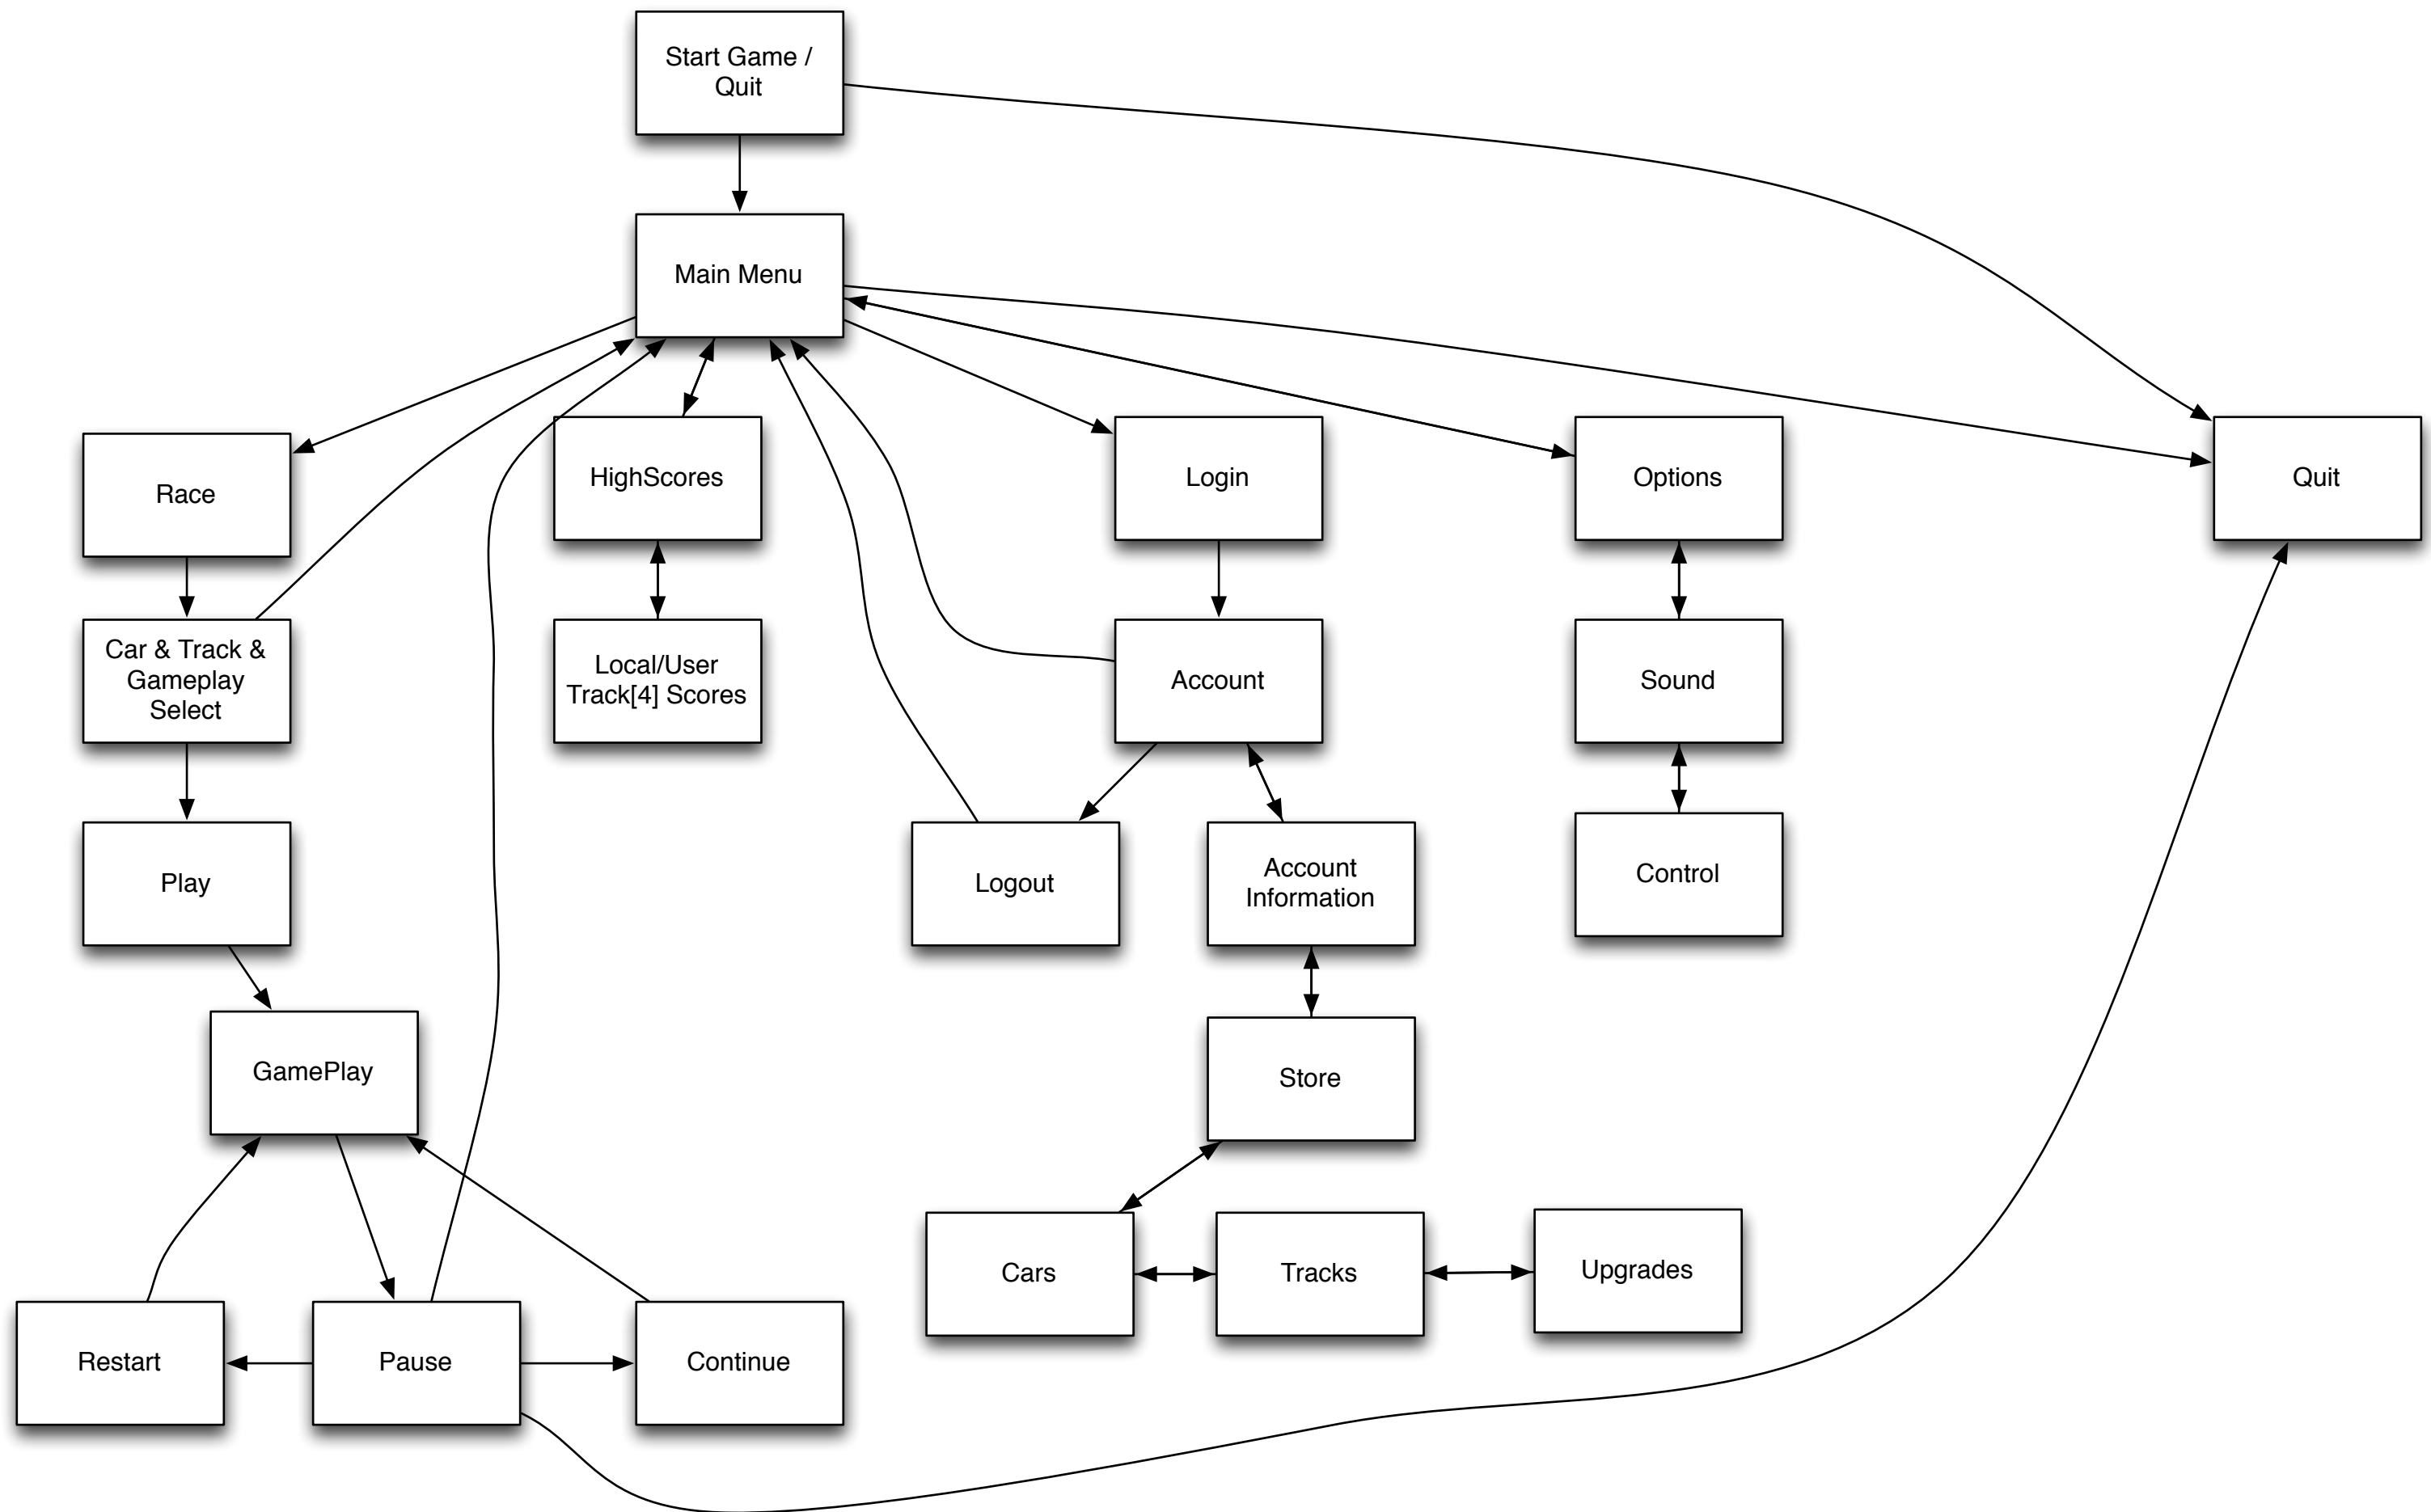 Start Game /
Quit
Main Menu
Race
HighScores
Login
Options
Quit
Car & Track &
Gameplay
Select
Local/User
Track[4] Scores
Account
Sound
Play
Logout
Account
Information
Control
GamePlay
Store
Cars
Tracks
Upgrades
Restart
Pause
Continue